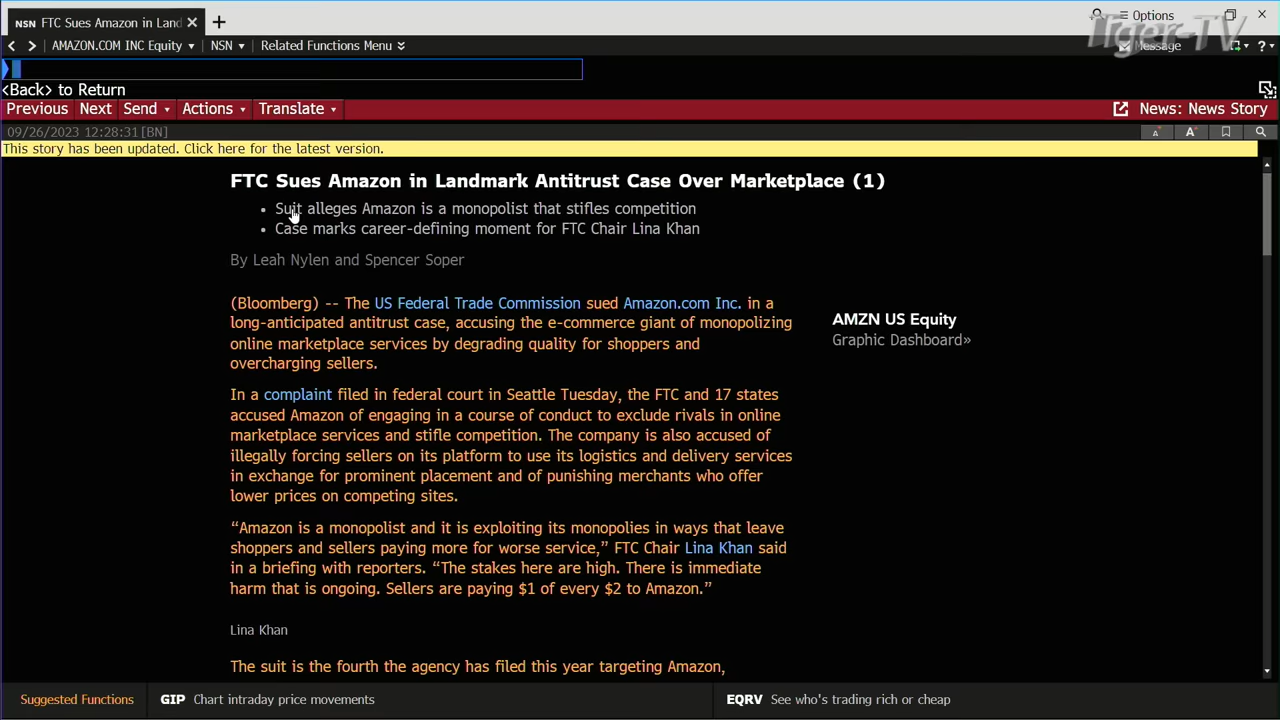 NSN FTC Sues Amazon in Land
Options
Tiger-TV
AMAZON.COM INC Equity NSN Related Functions Menu
Message
?
<Back> to Return
Previous Next Send Actions Translate
News: News Story
09/26/2023 12:28:31[BN]
A A
This story has been updated. Click here for the latest version.
FTC Sues Amazon in Landmark Antitrust Case Over Marketplace (1)
• Suit alleges Amazon is a monopolist that stifles competition
• Case marks career-defining moment for FTC Chair Lina Khan
By Leah Nylen and Spencer Soper
(Bloomberg) -- The US Federal Trade Commission sued Amazon.com Inc. in a
long-anticipated antitrust case, accusing the e-commerce giant of monopolizing
online marketplace services by degrading quality for shoppers and
overcharging sellers.
AMZN US Equity
Graphic Dashboard»
In a complaint filed in federal court in Seattle Tuesday, the FTC and 17 states
accused Amazon of engaging in a course of conduct to exclude rivals in online
marketplace services and stifle competition. The company is also accused of
illegally forcing sellers on its platform to use its logistics and delivery services
in exchange for prominent placement and of punishing merchants who offer
lower prices on competing sites.
“Amazon is a monopolist and it is exploiting its monopolies in ways that leave
shoppers and sellers paying more for worse service,” FTC Chair Lina Khan said
in a briefing with reporters. “The stakes here are high. There is immediate
harm that is ongoing. Sellers are paying $1 of every $2 to Amazon.”
Lina Khan
The suit is the fourth the agency has filed this year targeting Amazon,
Suggested Functions GIP Chart intraday price movements EQRV See who's trading rich or cheap